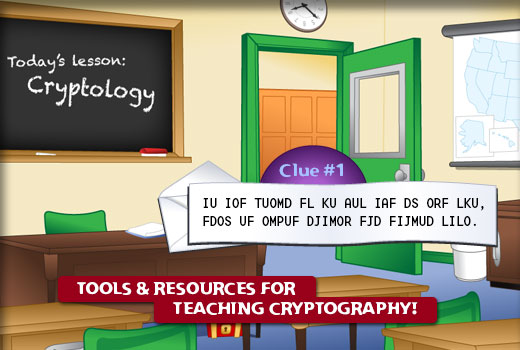 Today's lesson:
Cryptology
Clue #1
IU IOF TUOMD FL KU AUL IAF DS ORF LKU,
FDOS UF OMPUF DJIMOR FJD FIJMUD LILO.
TOOLS & RESOURCES FOR
TEACHING CRYPTOGRAPHY!